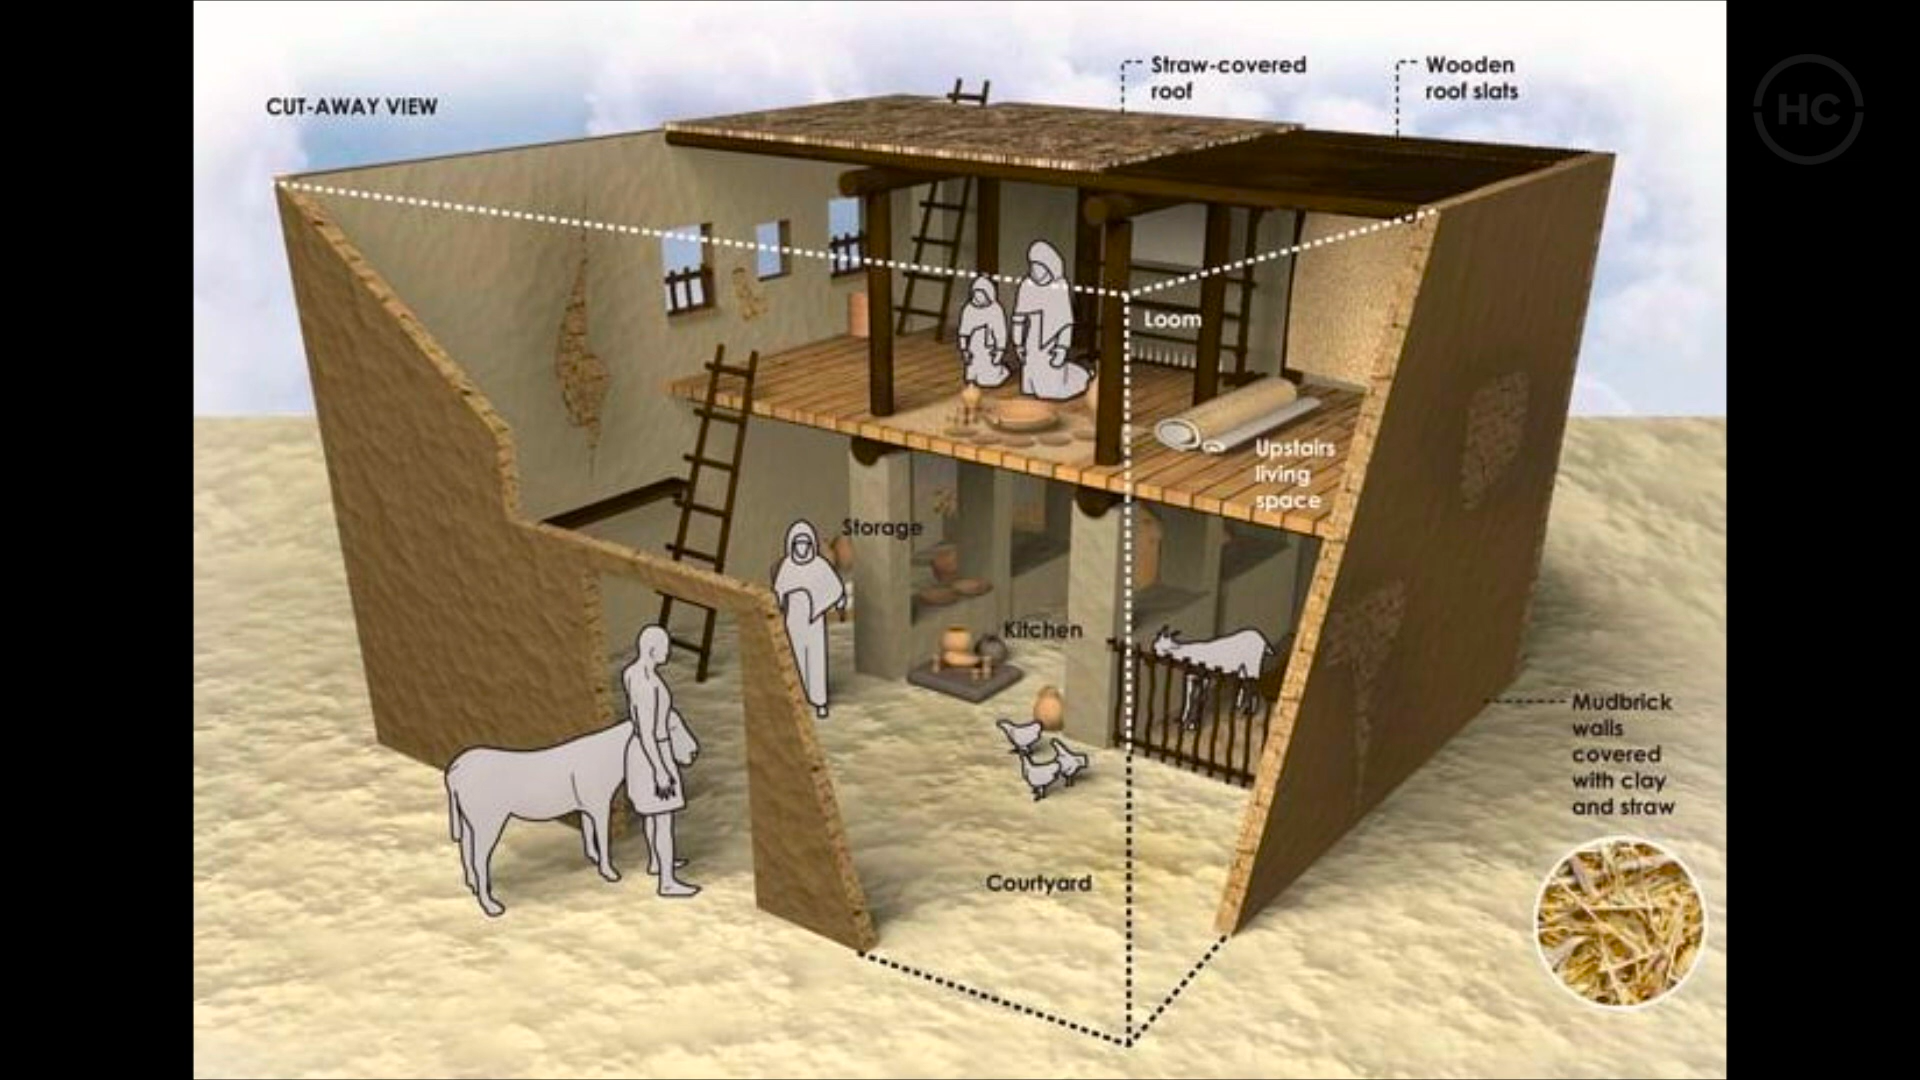 CUT-AWAY VIEW
Straw-covered
roof
Wooden
roof slats
HC
Loom
Upstairs
living
space
Storage
Kitchen
Mudbrick
walls
covered
with clay
and straw
Courtyard